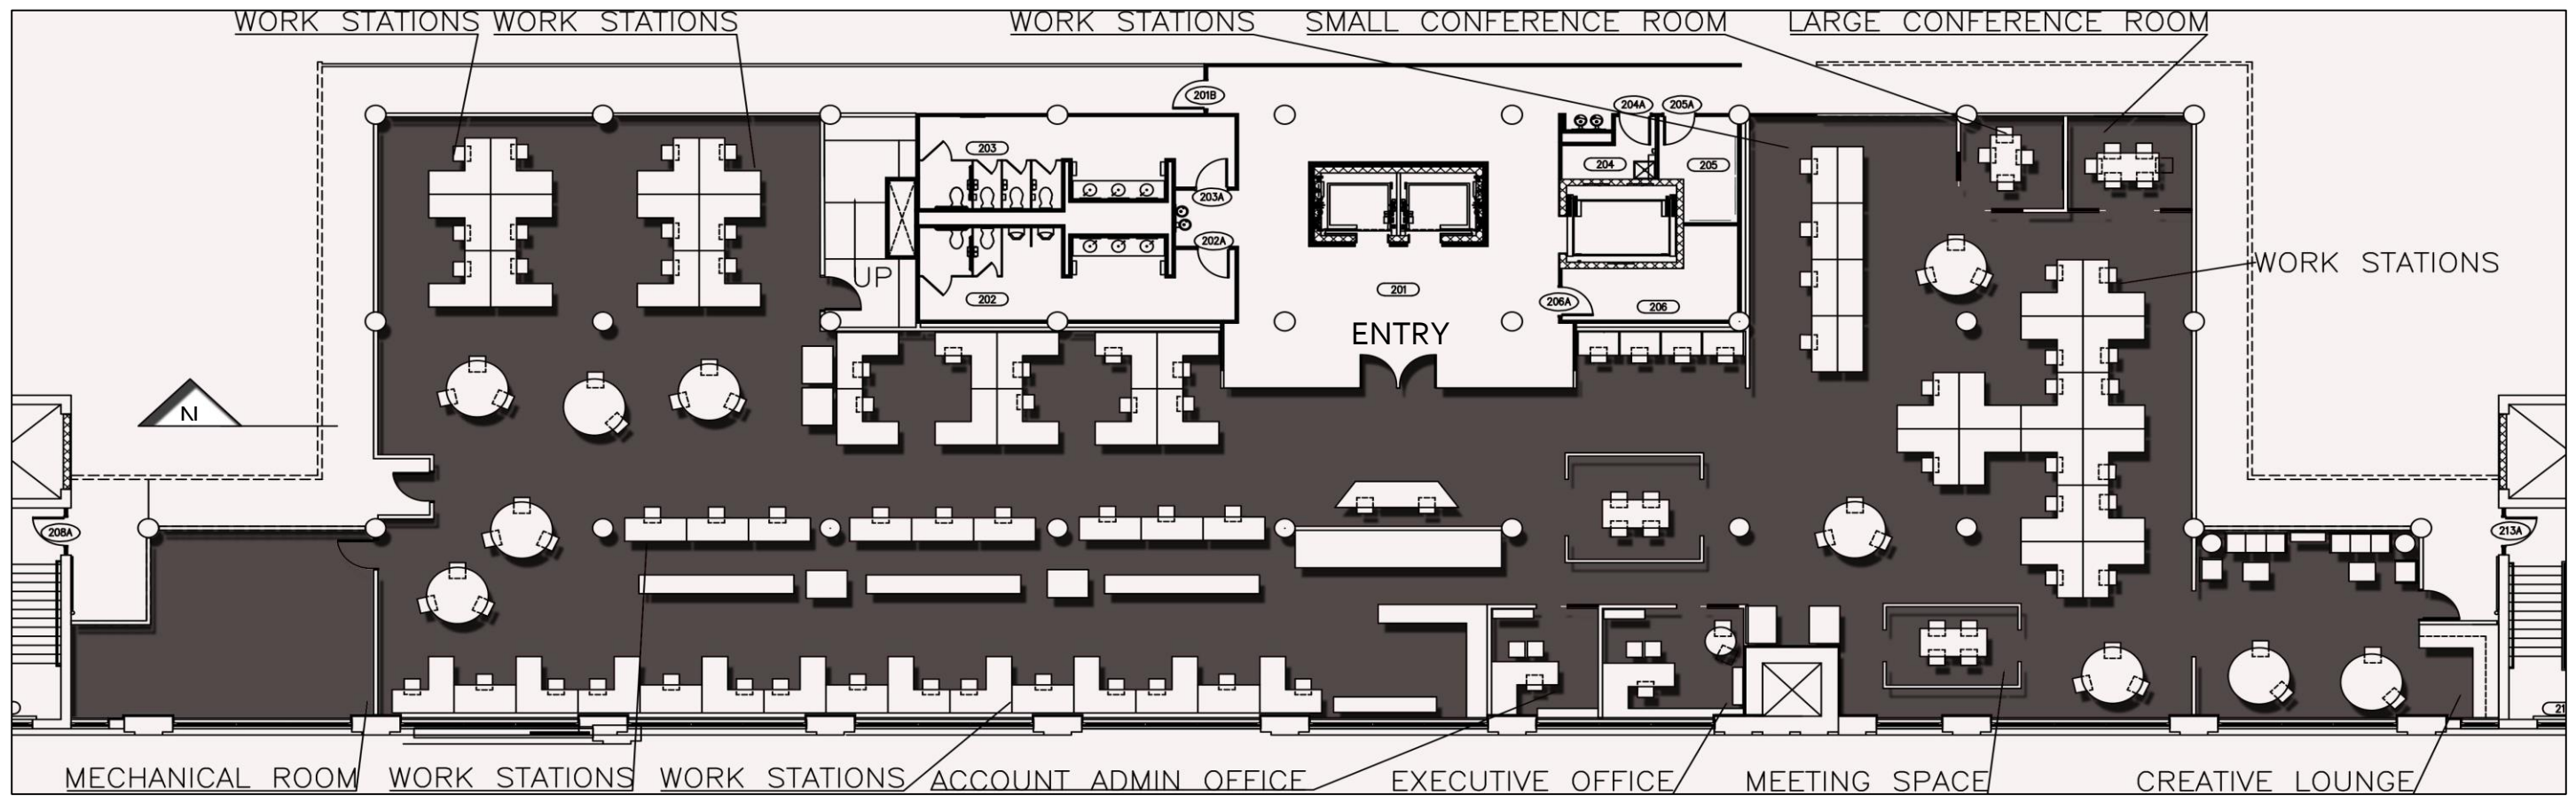 WORK STATIONS WORK STATIONS WORK STATIONS SMALL CONFERENCE ROOM LARGE CONFERENCE ROOM
201B
204A 205A
203
204 205
203A
202A
UP
WORK STATIONS
202
201
206A 206
ENTRY
N
208A
213A
21
MECHANICAL ROOM WORK STATIONS WORK STATIONS ACCOUNT ADMIN OFFICE EXECUTIVE OFFICE MEETING SPACE CREATIVE LOUNGE